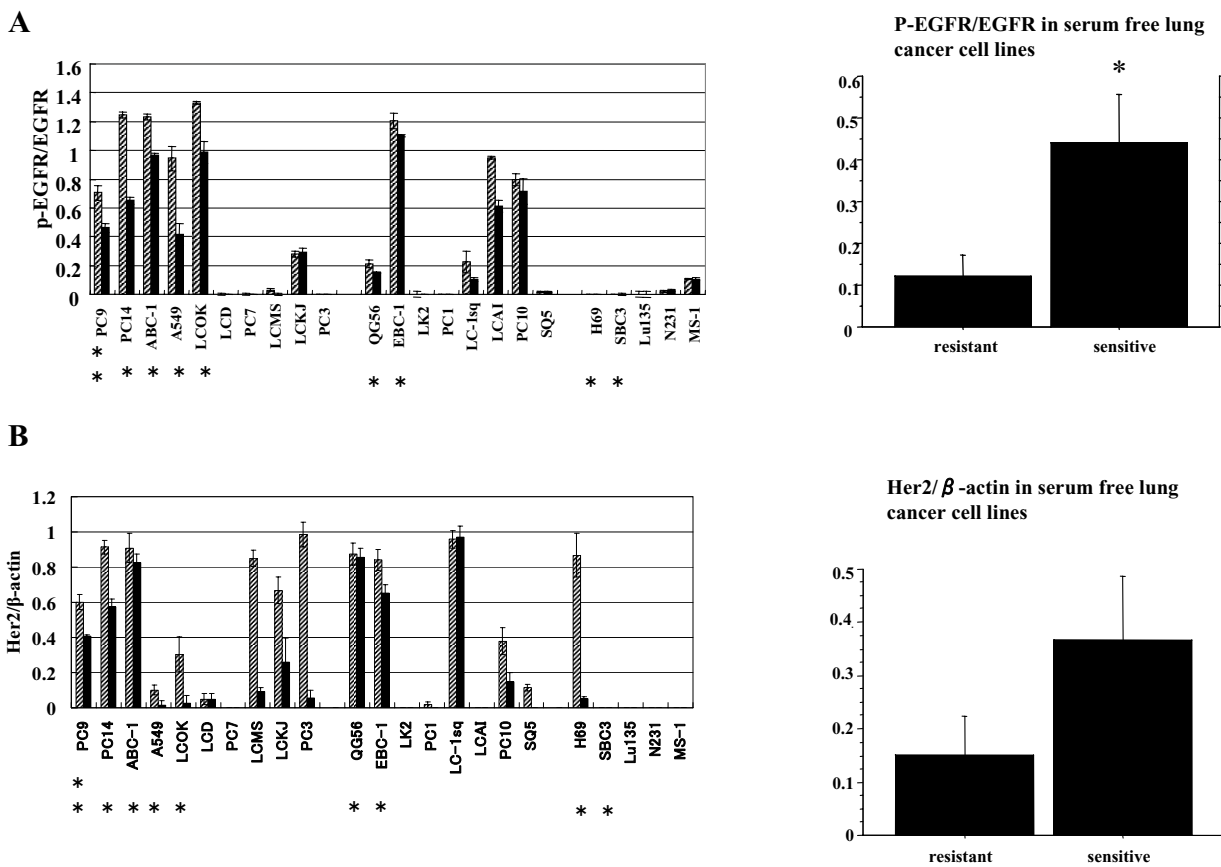 A
P-EGFR/EGFR in serum free lung
cancer cell lines
p-EGFR/EGFR
1.6
1.4
1.2
1
0.8
0.6
0.4
0.2
0
PC9 PC14 ABC-1 A549 LCOK LCD PC7 LCMS LCKJ PC3 QG56 EBC-1 LK2 PC1 LC-1sq LCAI PC10 SQ5 H69 SBC3 Lu135 N231 MS-1
*
* * * * * * * * *
*
0.6
0.5
0.4
0.3
0.2
0.1
0
resistant sensitive
B
Her2/β-actin
1.2
1
0.8
0.6
0.4
0.2
0
PC9 PC14 ABC-1 A549 LCOK LCD PC7 LCMS LCKJ PC3 QG56 EBC-1 LK2 PC1 LC-1sq LCAI PC10 SQ5 H69 SBC3 Lu135 N231 MS-1
*
* * * * * * * * *
Her2/β-actin in serum free lung
cancer cell lines
0.5
0.4
0.3
0.2
0.1
0
resistant sensitive